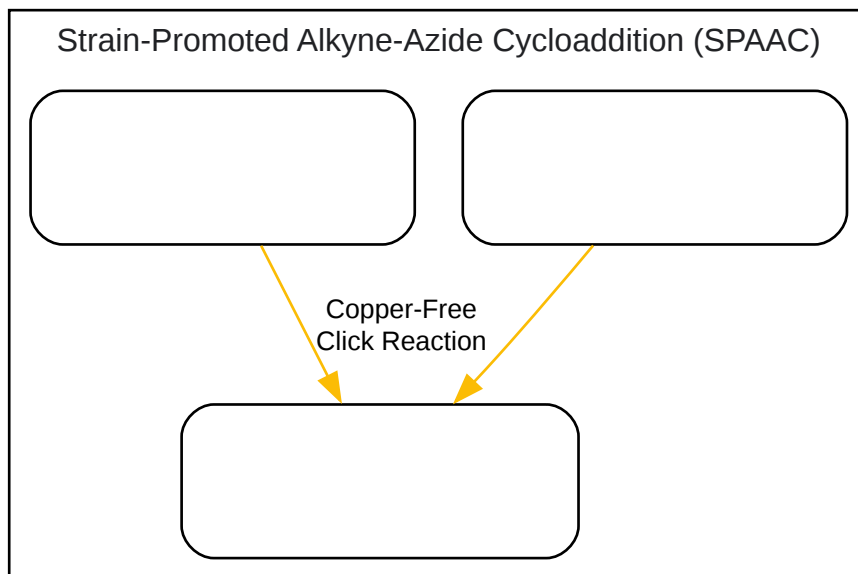 Strain-Promoted Alkyne-Azide Cycloaddition (SPAAC)
Copper-Free
Click Reaction